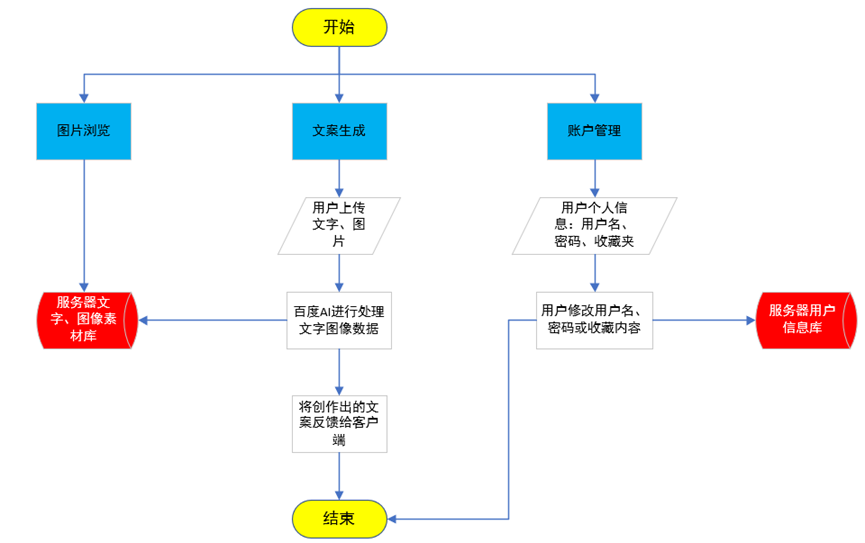 开始
图片浏览
文案生成
账户管理
用户上传
文字、图
片
用户个人信
息：用户名、
密码、收藏夹
服务器文
字、图像素
材库
百度AI进行处理
文字图像数据
用户修改用户名、
密码或收藏内容
服务器用户
信息库
将创作出的文
案反馈给客户
端
结束